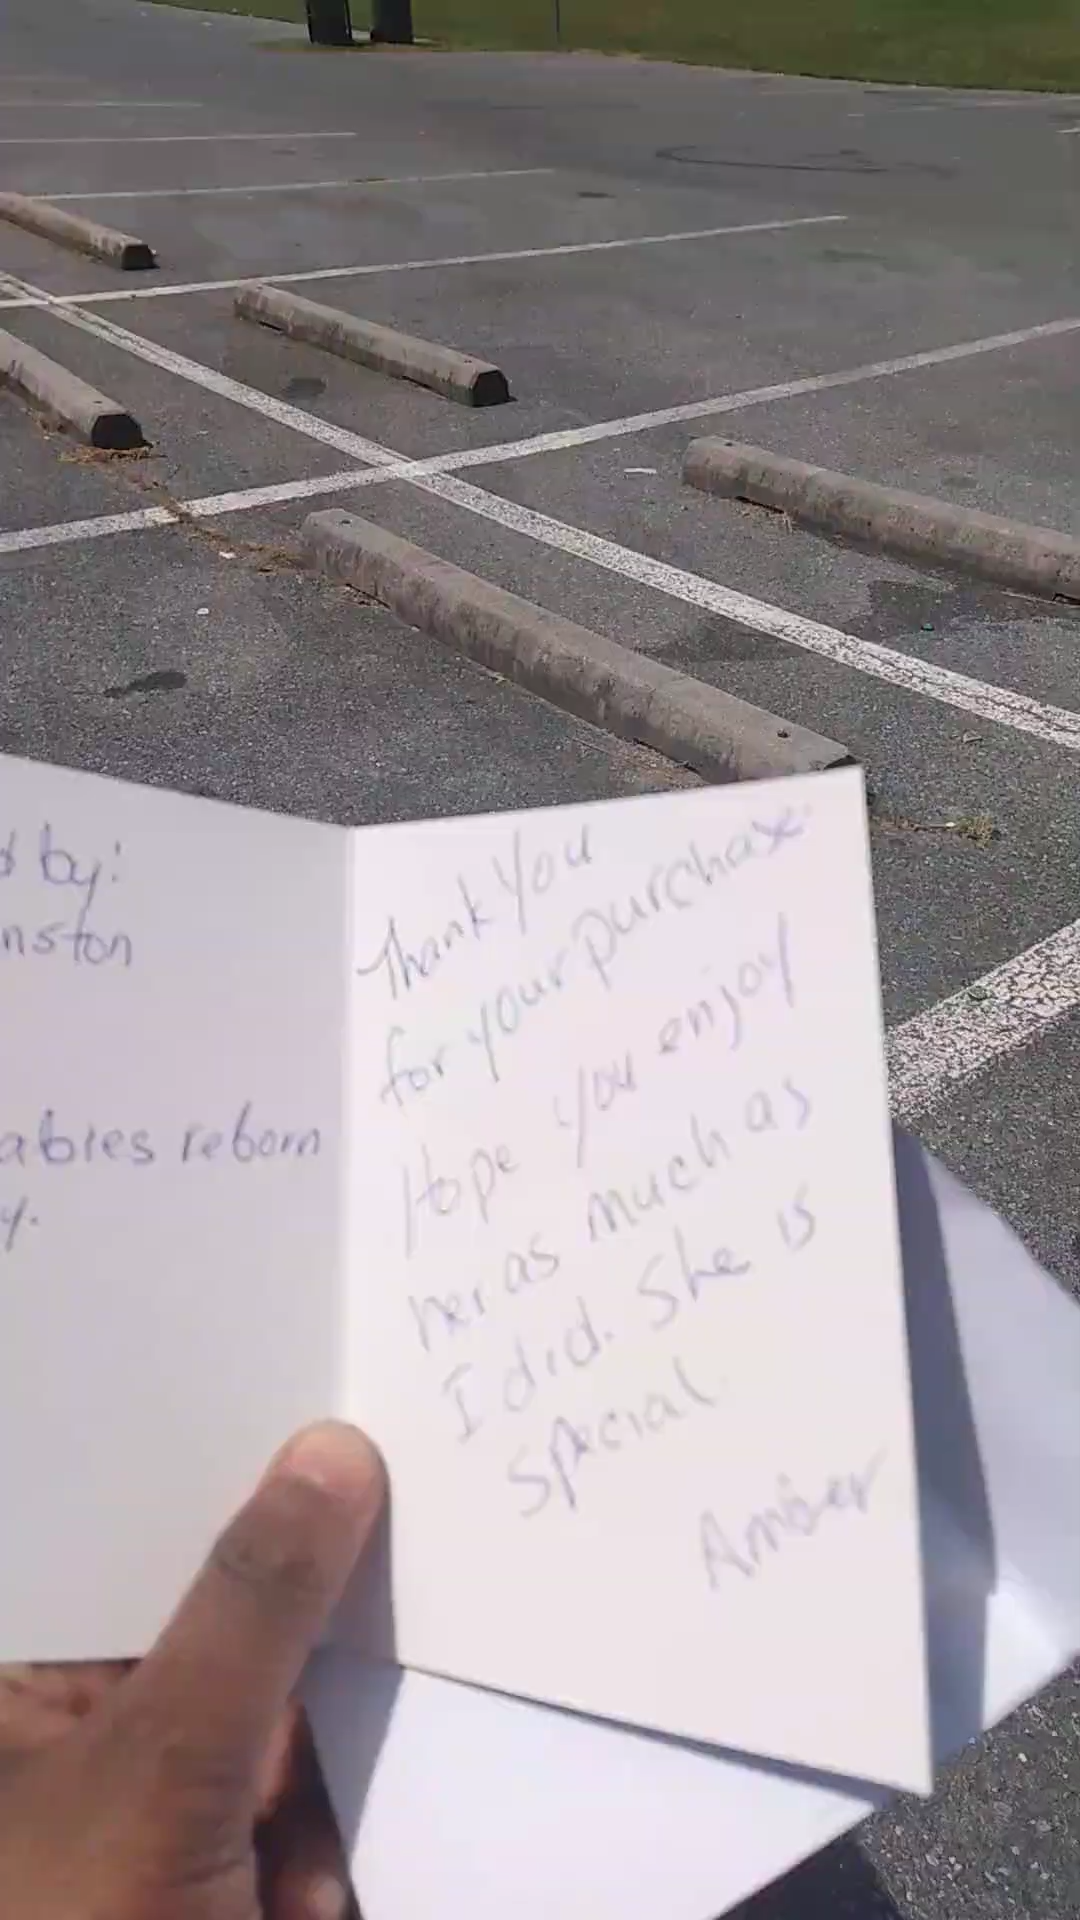 by:
nston
abies reborn
y.
Thank You
for your purchase.
Hope you enjoy
her as much as
I did. She is
special.
Amber